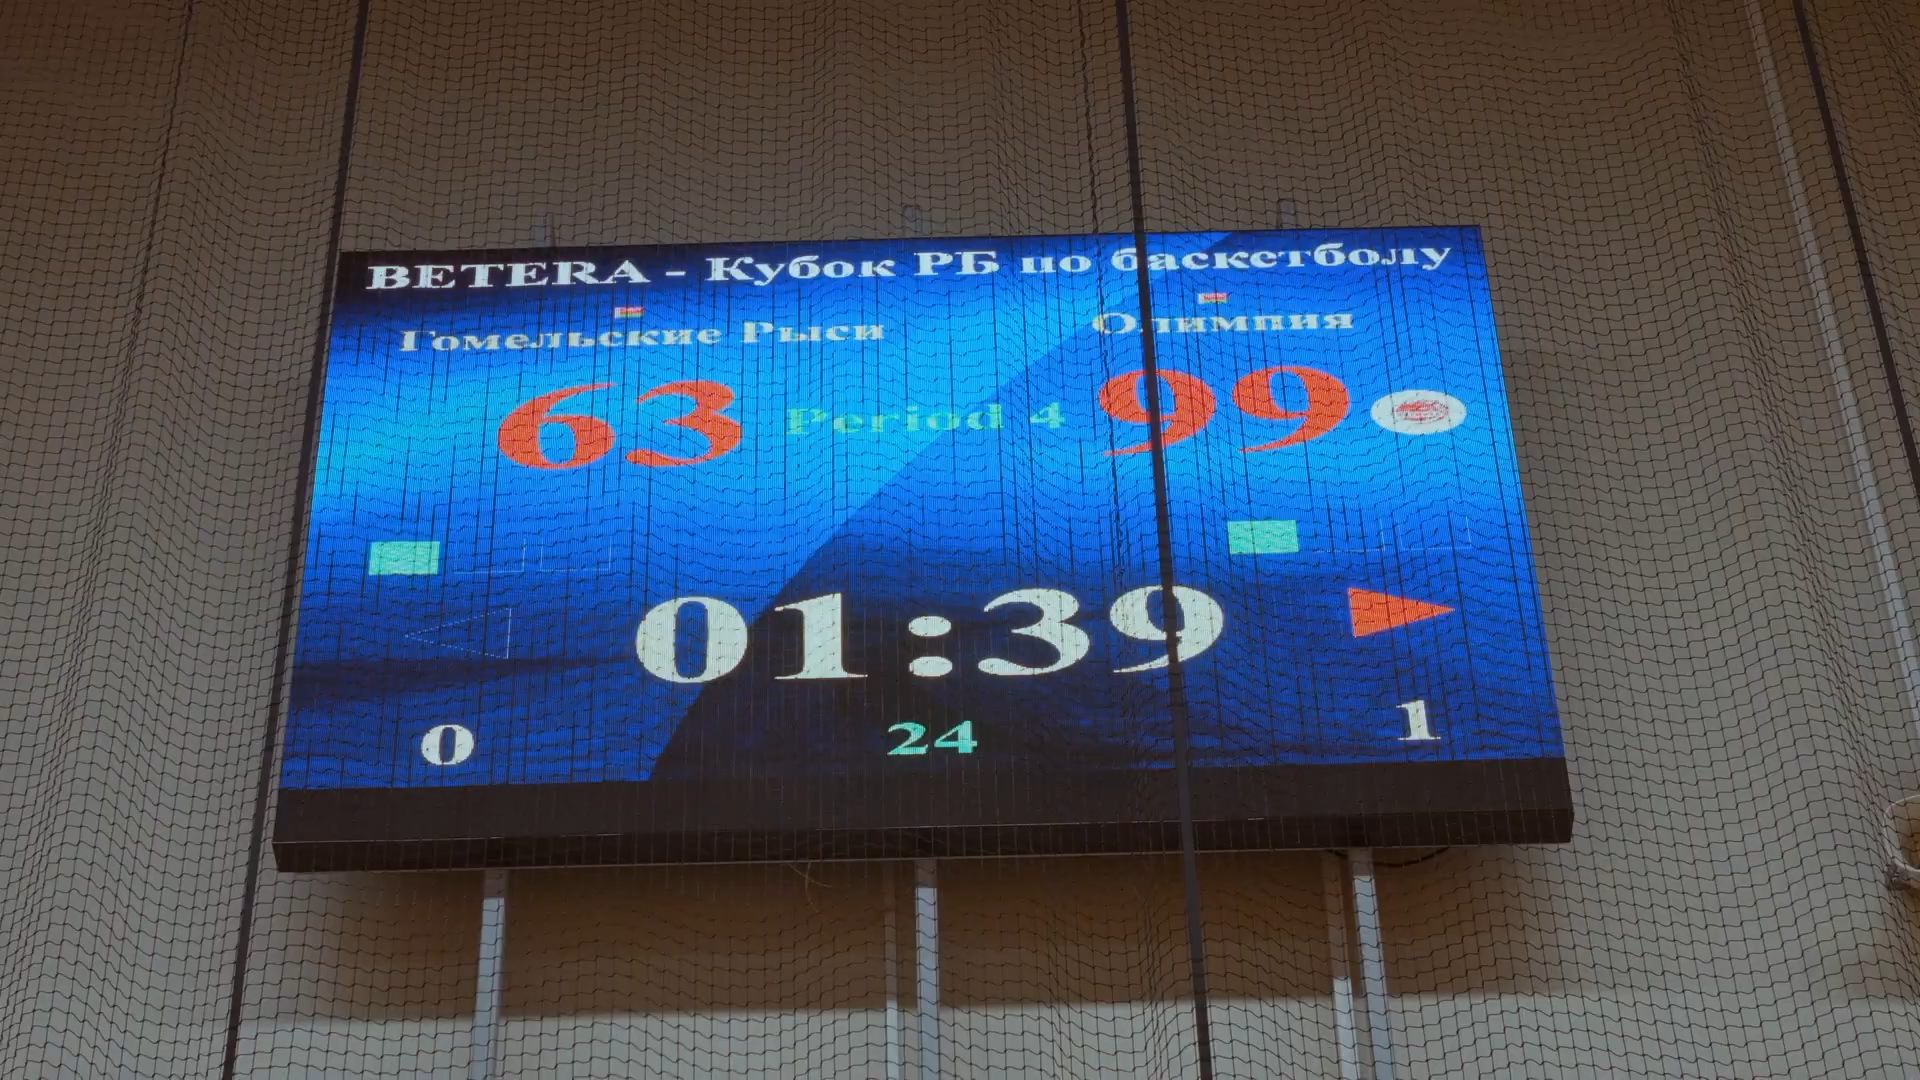 BETERA - Кубок РБ по баскетболу
Гомельские Рыси
Олимпия
63 Period 4 99
01:39
0 24 1